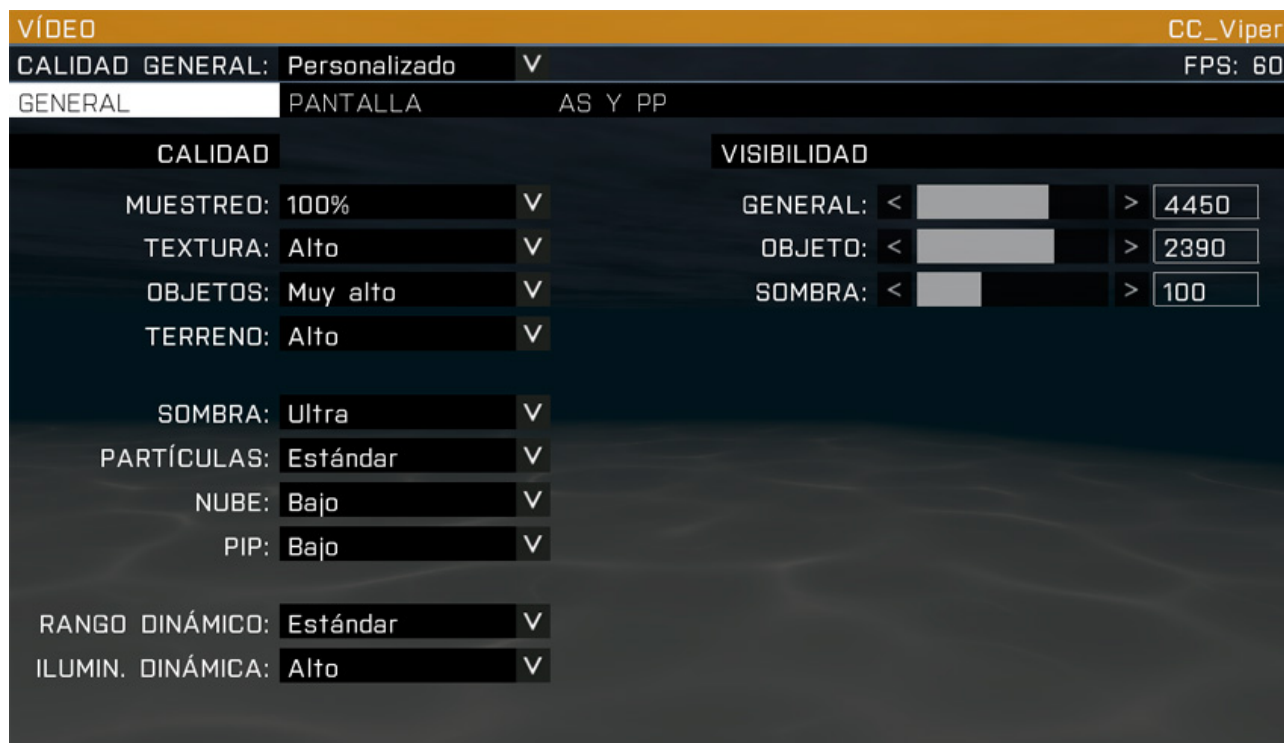 VÍDEO CC_Viper
CALIDAD GENERAL: Personalizado V FPS: 60
GENERAL PANTALLA AS Y PP
CALIDAD VISIBILIDAD
MUESTREO: 100% V GENERAL: < > 4450
TEXTURA: Alto V OBJETO: < > 2390
OBJETOS: Muy alto V SOMBRA: < > 100
TERRENO: Alto V
SOMBRA: Ultra V
PARTÍCULAS: Estándar V
NUBE: Bajo V
PIP: Bajo V
RANGO DINÁMICO: Estándar V
ILUMIN. DINÁMICA: Alto V